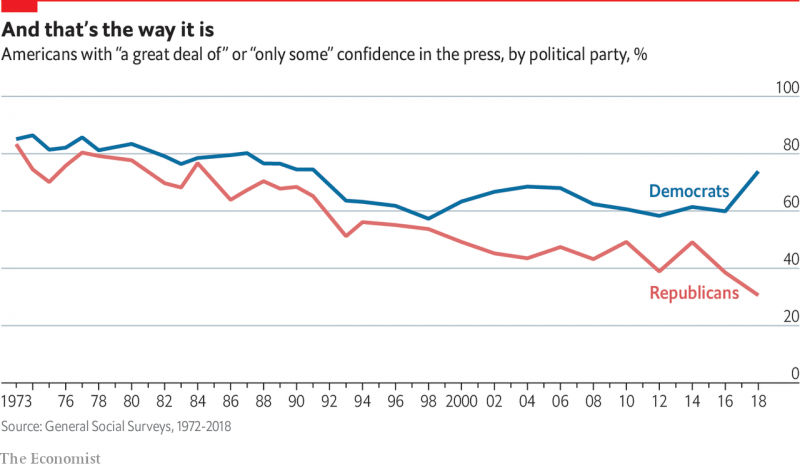 And that's the way it is
Americans with “a great deal of” or “only some” confidence in the press, by political party, %
100
80
Democrats
60
40
Republicans
20
0
1973 76 78 80 82 84 86 88 90 92 94 96 98 2000 02 04 06 08 10 12 14 16 18
Source: General Social Surveys, 1972-2018
The Economist